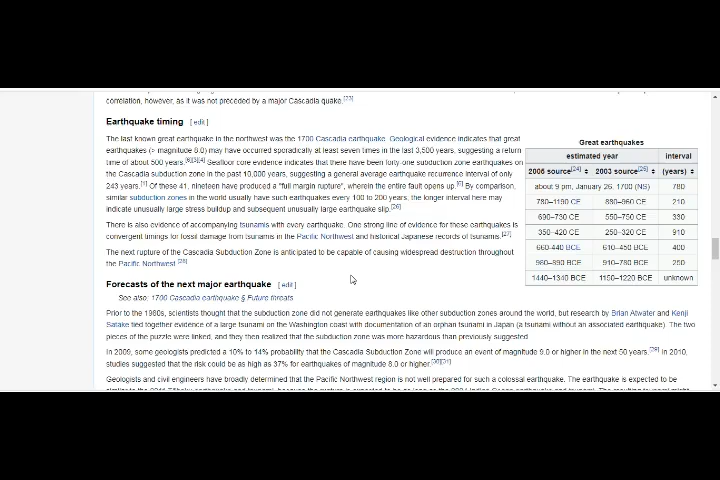 correlation, however, as it was not preceded by a major Cascadia quake.[23]
Earthquake timing [ edit ]
The last known great earthquake in the northwest was the 1700 Cascadia earthquake. Geological evidence indicates that great
earthquakes (> magnitude 8.0) may have occurred sporadically at least seven times in the last 3,500 years, suggesting a return
time of about 500 years.[6][3][4] Seafloor core evidence indicates that there have been forty-one subduction zone earthquakes on
the Cascadia subduction zone in the past 10,000 years, suggesting a general average earthquake recurrence interval of only
243 years. Of these 41, nineteen have produced a "full margin rupture", wherein the entire fault opens up. By comparison,
similar subduction zones in the world usually have such earthquakes every 100 to 200 years; the longer interval here may
indicate unusually large stress buildup and subsequent unusually large earthquake slip.[26]
There is also evidence of accompanying tsunamis with every earthquake. One strong line of evidence for these earthquakes is
convergent timings for fossil damage from tsunamis in the Pacific Northwest and historical Japanese records of tsunamis.[27]
The next rupture of the Cascadia Subduction Zone is anticipated to be capable of causing widespread destruction throughout
the Pacific Northwest.[28]
Great earthquakes
estimated year interval
2006 source[24] 2003 source[25] (years)
about 9 pm, January 26, 1700 (NS) 780
780–1190 CE 880–960 CE 210
690–730 CE 550–750 CE 330
350–420 CE 250–320 CE 910
660–440 BCE 610–450 BCE 400
980–890 BCE 910–780 BCE 250
1440–1340 BCE 1150–1220 BCE unknown
Forecasts of the next major earthquake [ edit ]
See also: 1700 Cascadia earthquake § Future threats
Prior to the 1980s, scientists thought that the subduction zone did not generate earthquakes like other subduction zones around the world, but research by Brian Atwater and Kenji
Satake tied together evidence of a large tsunami on the Washington coast with documentation of an orphan tsunami in Japan (a tsunami without an associated earthquake). The two
pieces of the puzzle were linked, and they then realized that the subduction zone was more hazardous than previously suggested.
In 2009, some geologists predicted a 10% to 14% probability that the Cascadia Subduction Zone will produce an event of magnitude 9.0 or higher in the next 50 years.[29] In 2010,
studies suggested that the risk could be as high as 37% for earthquakes of magnitude 8.0 or higher.[30][31]
Geologists and civil engineers have broadly determined that the Pacific Northwest region is not well prepared for such a colossal earthquake. The earthquake is expected to be